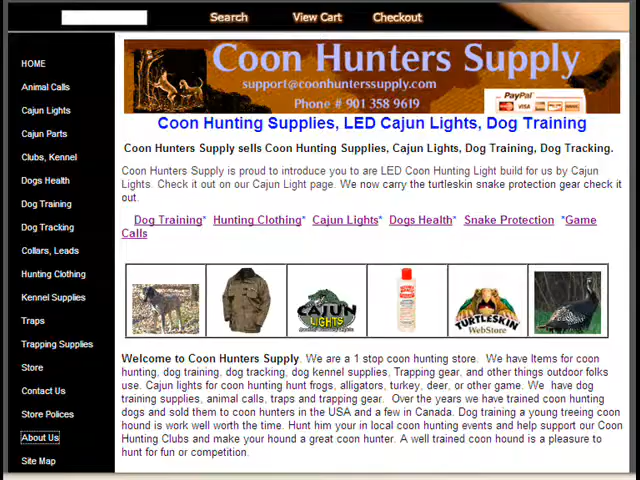 Search View Cart Checkout
HOME
Animal Calls
Cajun Lights
Cajun Parts
Clubs, Kennel
Dogs Health
Dog Training
Dog Tracking
Collars, Leads
Hunting Clothing
Kennel Supplies
Traps
Trapping Supplies
Store
Contact Us
Store Polices
About Us
Site Map
Coon Hunters Supply
support@coonhunterssupply.com
Phone # 901 358 9619
PayPal
VISA
Coon Hunting Supplies, LED Cajun Lights, Dog Training
Coon Hunters Supply sells Coon Hunting Supplies, Cajun Lights, Dog Training, Dog Tracking.
Coon Hunters Supply is proud to introduce you to are LED Coon Hunting Light build for us by Cajun
Lights. Check it out on our Cajun Light page. We now carry the turtleskin snake protection gear check it
out.
Dog Training* Hunting Clothing* Cajun Lights* Dogs Health* Snake Protection *Game
Calls
CAJUN
LIGHTS
TURTLESKIN
WebStore
Welcome to Coon Hunters Supply. We are a 1 stop coon hunting store. We have Items for coon
hunting, dog training, dog tracking, dog kennel supplies, Trapping gear, and other things outdoor folks
use. Cajun lights for coon hunting hunt frogs, alligators, turkey, deer, or other game. We have dog
training supplies, animal calls, traps and trapping gear. Over the years we have trained coon hunting
dogs and sold them to coon hunters in the USA and a few in Canada. Dog training a young treeing coon
hound is work well worth the time. Hunt him your in local coon hunting events and help support our Coon
Hunting Clubs and make your hound a great coon hunter. A well trained coon hound is a pleasure to
hunt for fun or competition.